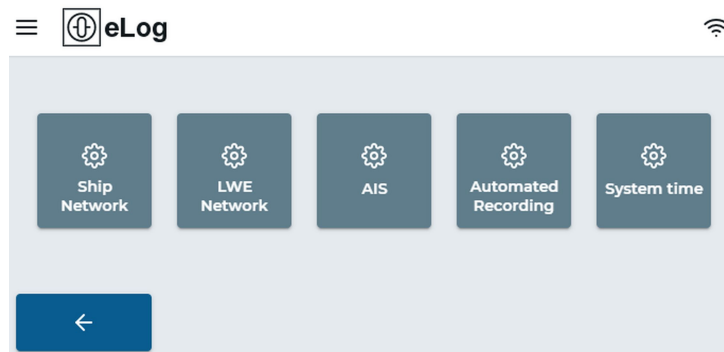 eLog
Ship
Network
LWE
Network
AIS
Automated
Recording
System time